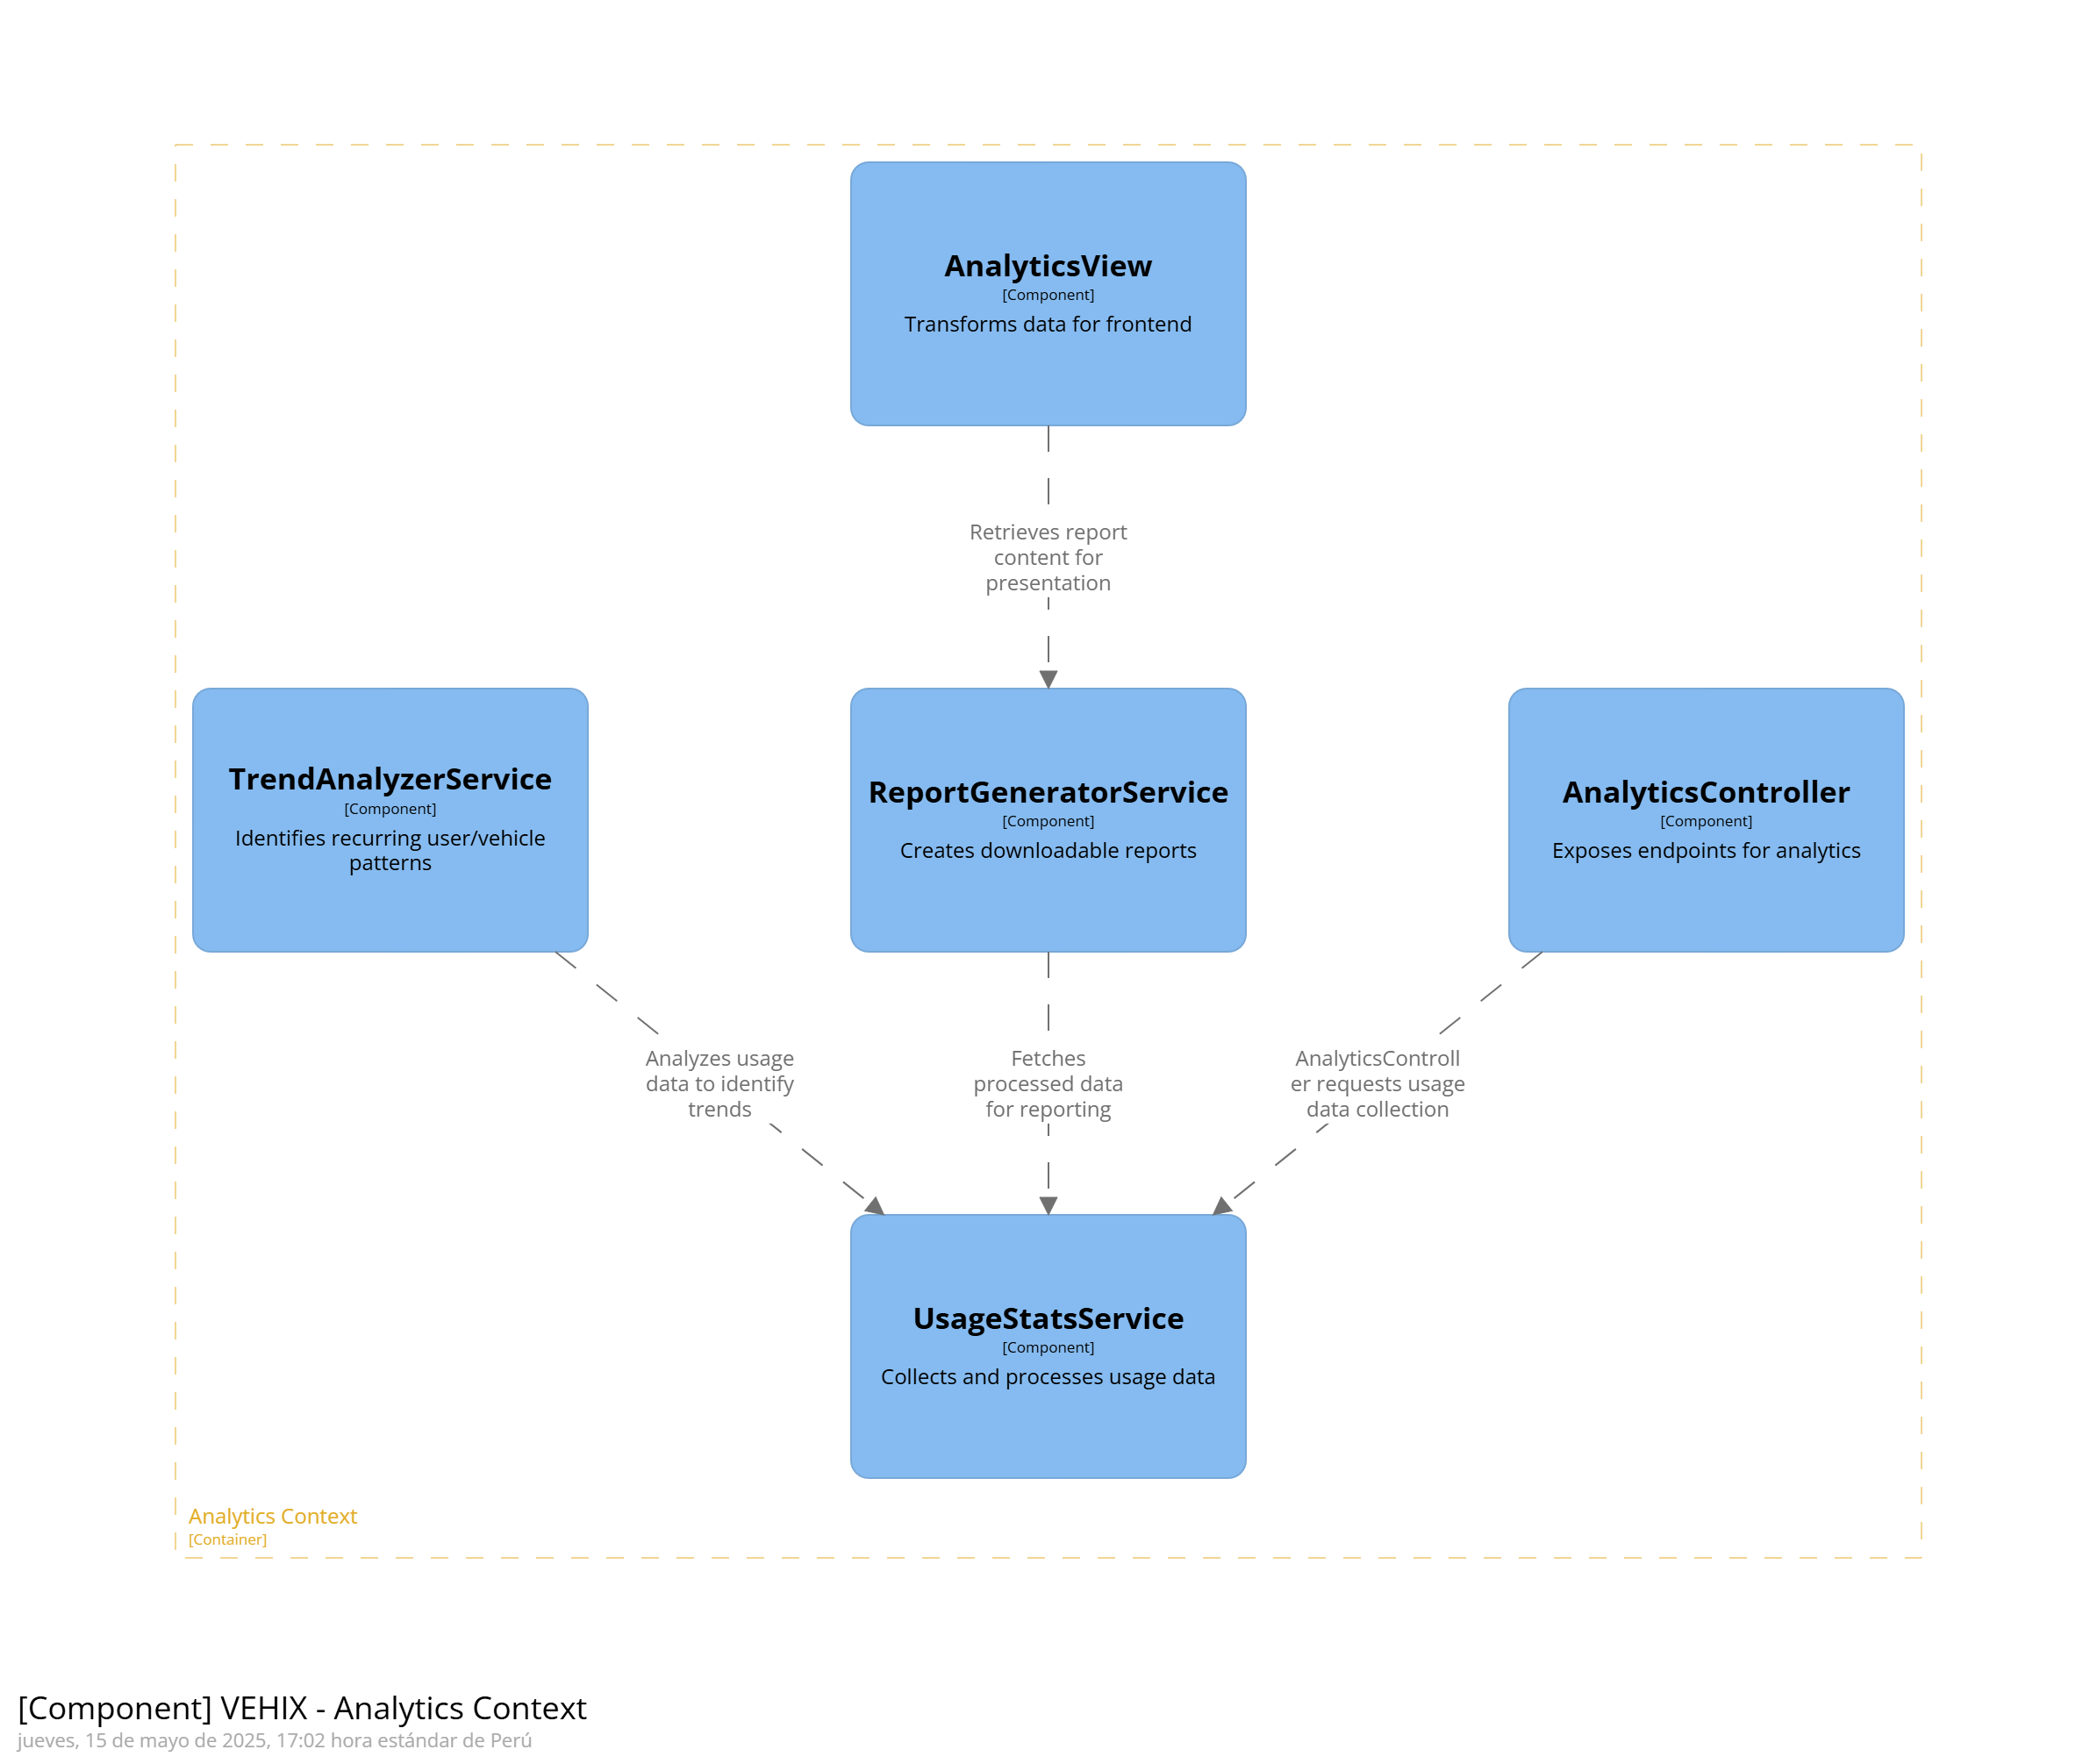 AnalyticsView
[Component]
Transforms data for frontend
Retrieves report
content for
presentation
TrendAnalyzerService
[Component]
Identifies recurring user/vehicle
patterns
ReportGeneratorService
[Component]
Creates downloadable reports
AnalyticsController
[Component]
Exposes endpoints for analytics
Analyzes usage
data to identify
trends
Fetches
processed data
for reporting
AnalyticsControll
er requests usage
data collection
UsageStatsService
[Component]
Collects and processes usage data
Analytics Context
[Container]
[Component] VEHIX - Analytics Context
jueves, 15 de mayo de 2025, 17:02 hora estándar de Perú